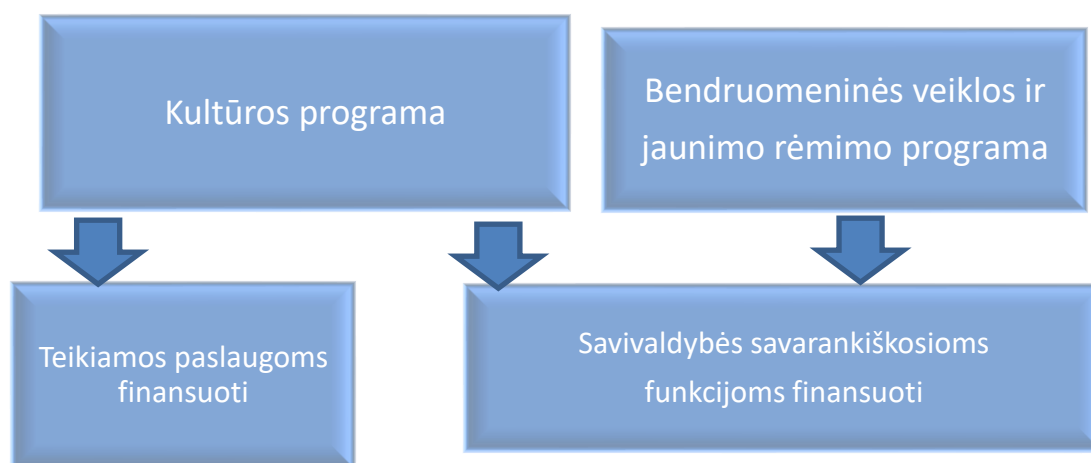 Kultūros programa
Bendruomeninės veiklos ir
jaunimo rėmimo programa
Teikiamos paslaugoms
finansuoti
Savivaldybės savarankiškosioms
funkcijoms finansuoti